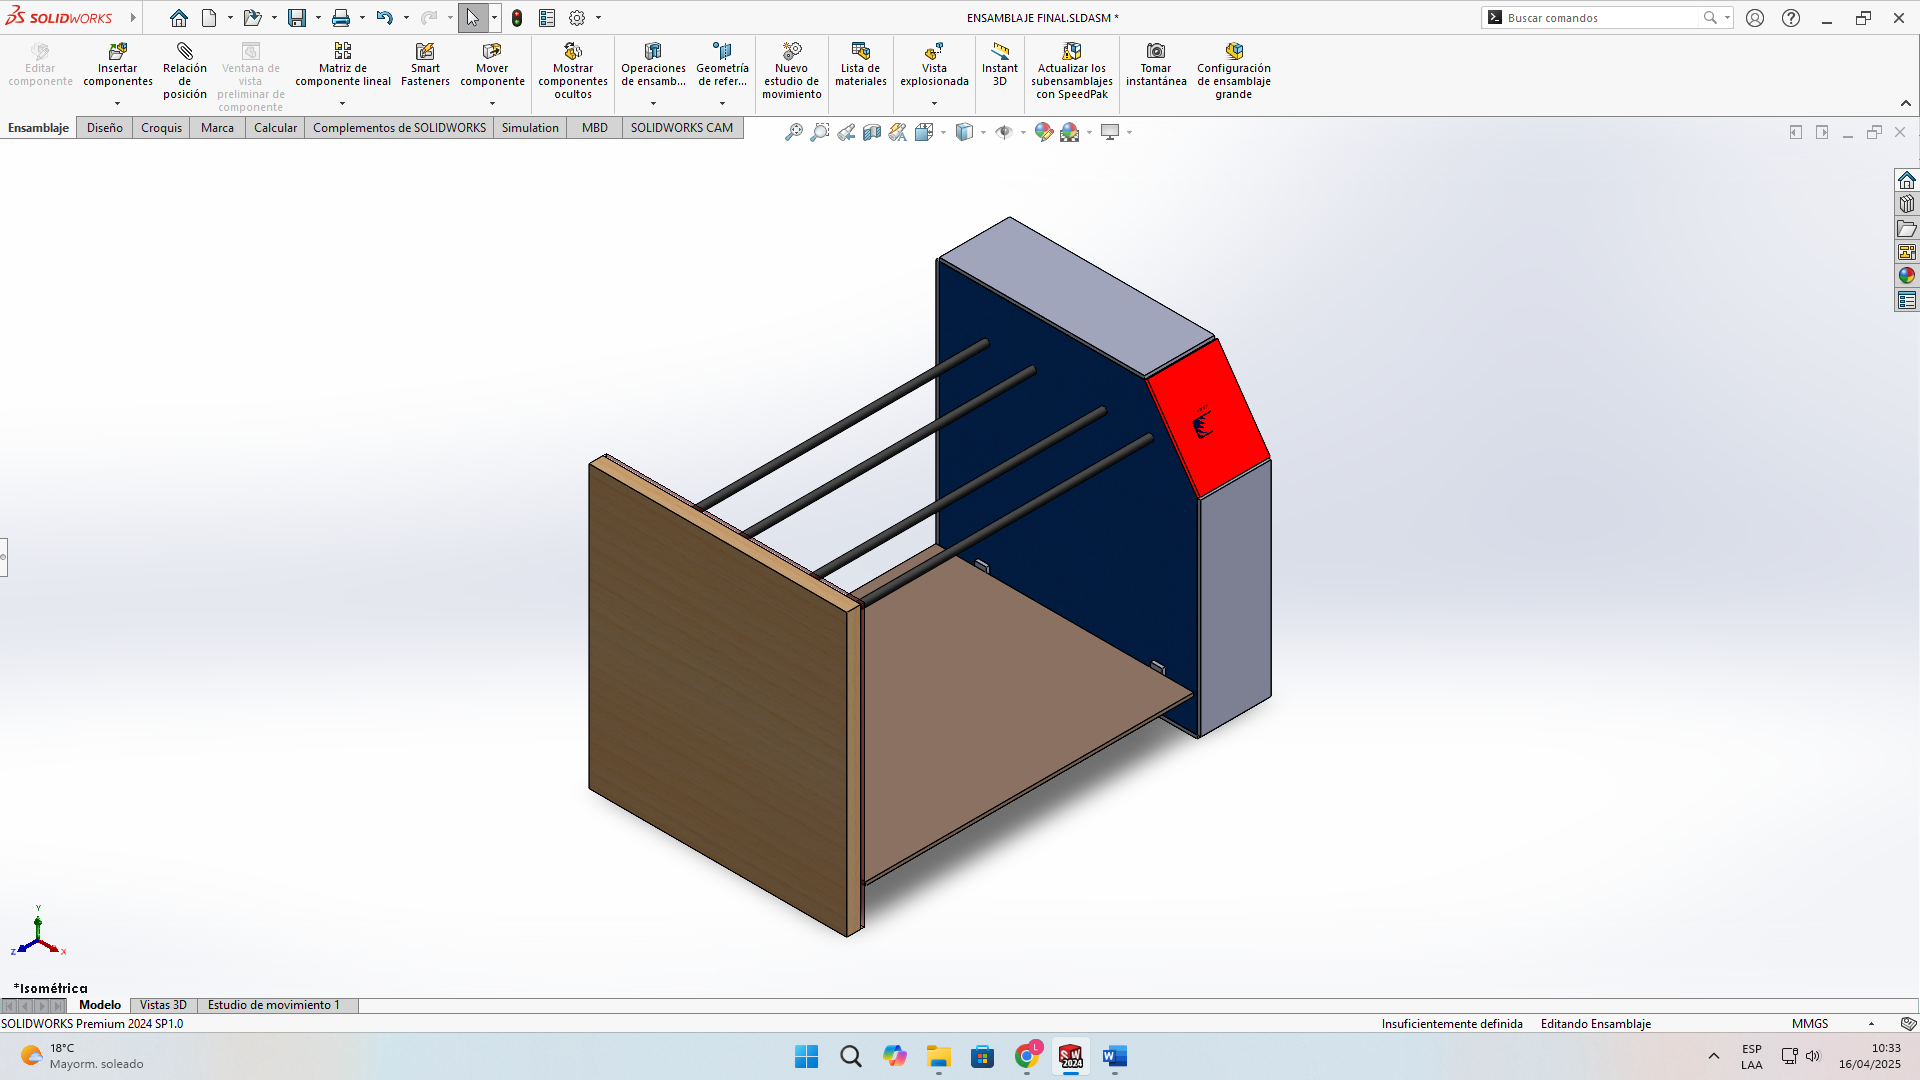 SOLIDWORKS
ENSAMBLAJE FINAL.SLDASM *
Buscar comandos
Editar componente
Insertar componentes
Relación de posición
Ventana de vista preliminar de componente
Matriz de componente lineal
Smart Fasteners
Mover componente
Mostrar componentes ocultos
Operaciones de ensamb...
Geometría de refer...
Nuevo estudio de movimiento
Lista de materiales
Vista explosionada
Instant 3D
Actualizar los subensamblajes con SpeedPak
Tomar instantánea
Configuración de ensamblaje grande
Ensamblaje
Diseño
Croquis
Marca
Calcular
Complementos de SOLIDWORKS
Simulation
MBD
SOLIDWORKS CAM
Y
Z
X
*Isométrica
Modelo
Vistas 3D
Estudio de movimiento 1
SOLIDWORKS Premium 2024 SP1.0
Insuficientemente definida
Editando Ensamblaje
MMGS
18°C
Mayorm. soleado
L
SW
2024
W
ESP
LAA
10:33
16/04/2025